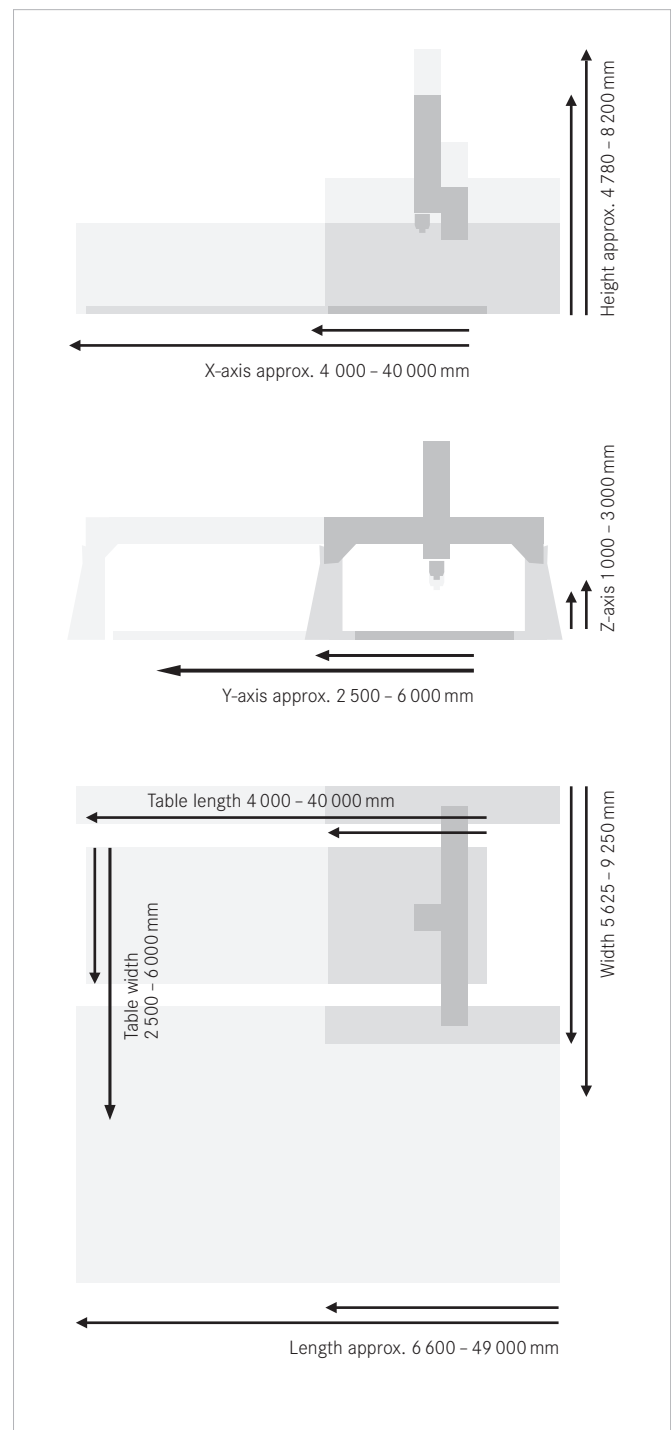 Height approx. 4 780 – 8 200 mm
X-axis approx. 4 000 – 40 000 mm
Z-axis 1 000 – 3 000 mm
Y-axis approx. 2 500 – 6 000 mm
Table length 4 000 – 40 000 mm
Width 5 625 – 9 250 mm
Table width
2 500 – 6 000 mm
Length approx. 6 600 – 49 000 mm